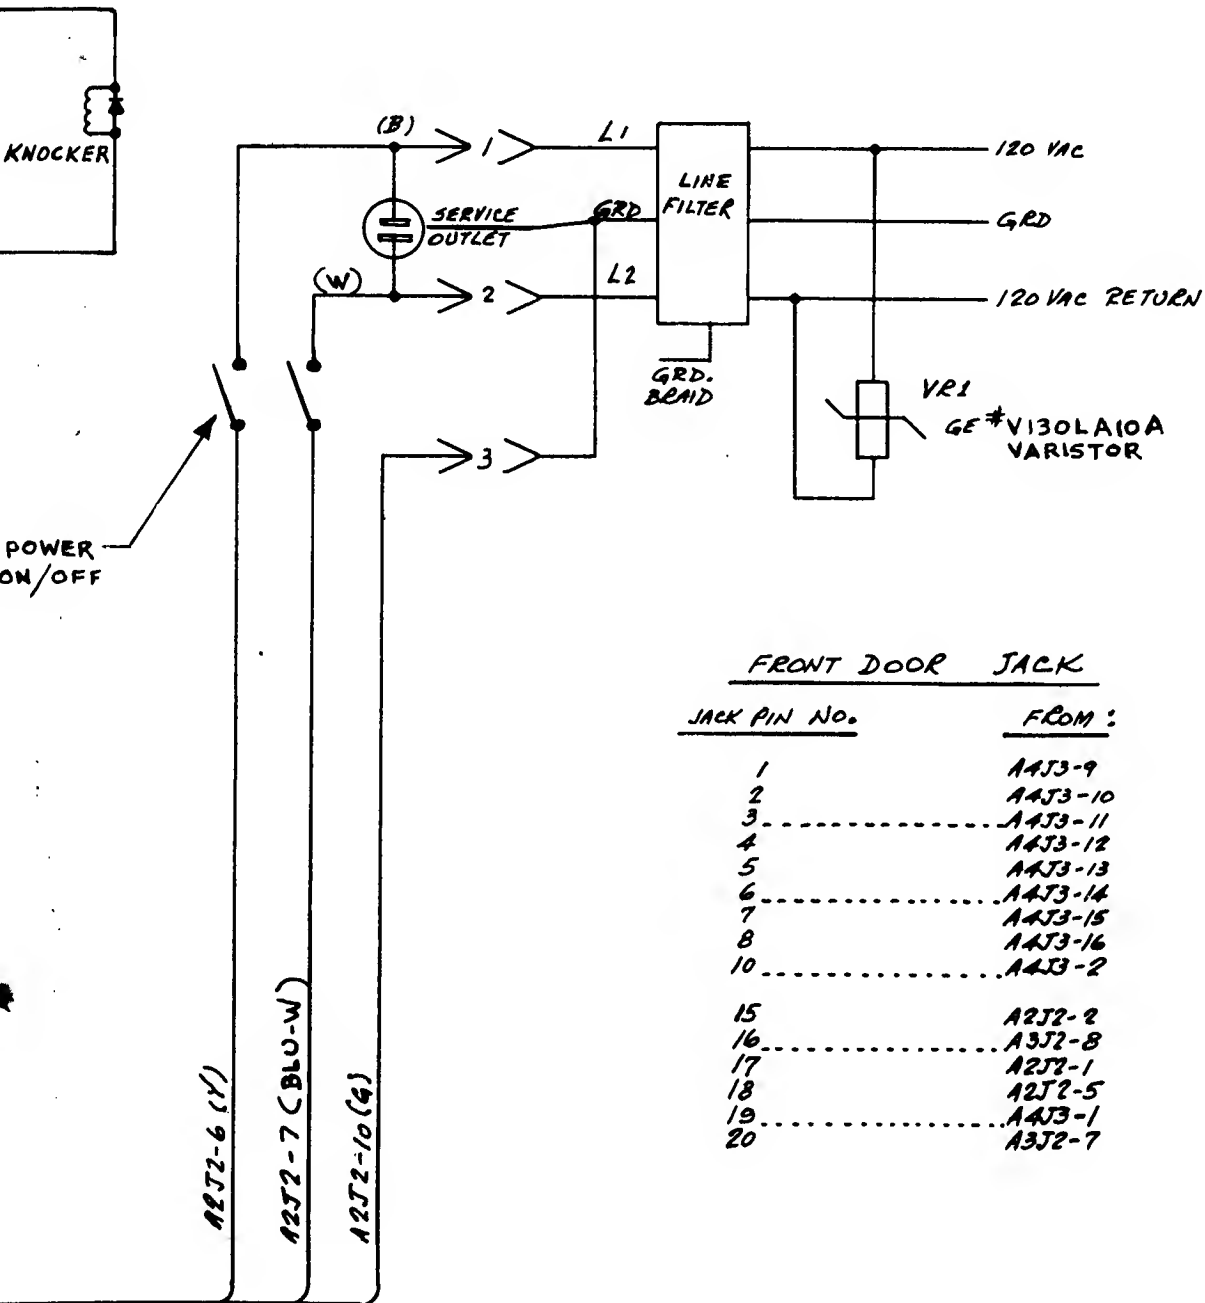 KNOCKER
(B)
1
L1
120 VAC
LINE
FILTER
SERVICE
OUTLET
GRD
GRD
(W)
2
L2
120 VAC RETURN
GRD.
BRAID
VR1
GE #V130LA10A
VARISTOR
3
POWER
ON/OFF
FRONT DOOR JACK
JACK PIN NO. FROM:
1 A4J3-9
2 A4J3-10
3 A4J3-11
4 A4J3-12
5 A4J3-13
6 A4J3-14
7 A4J3-15
8 A4J3-16
10 A4J3-2
15 A2J2-2
16 A3J2-8
17 A2J2-1
18 A2J2-5
19 A4J3-1
20 A3J2-7
A2J2-6 (Y)
A2J2-7 (BLU-W)
A2J2-10 (G)